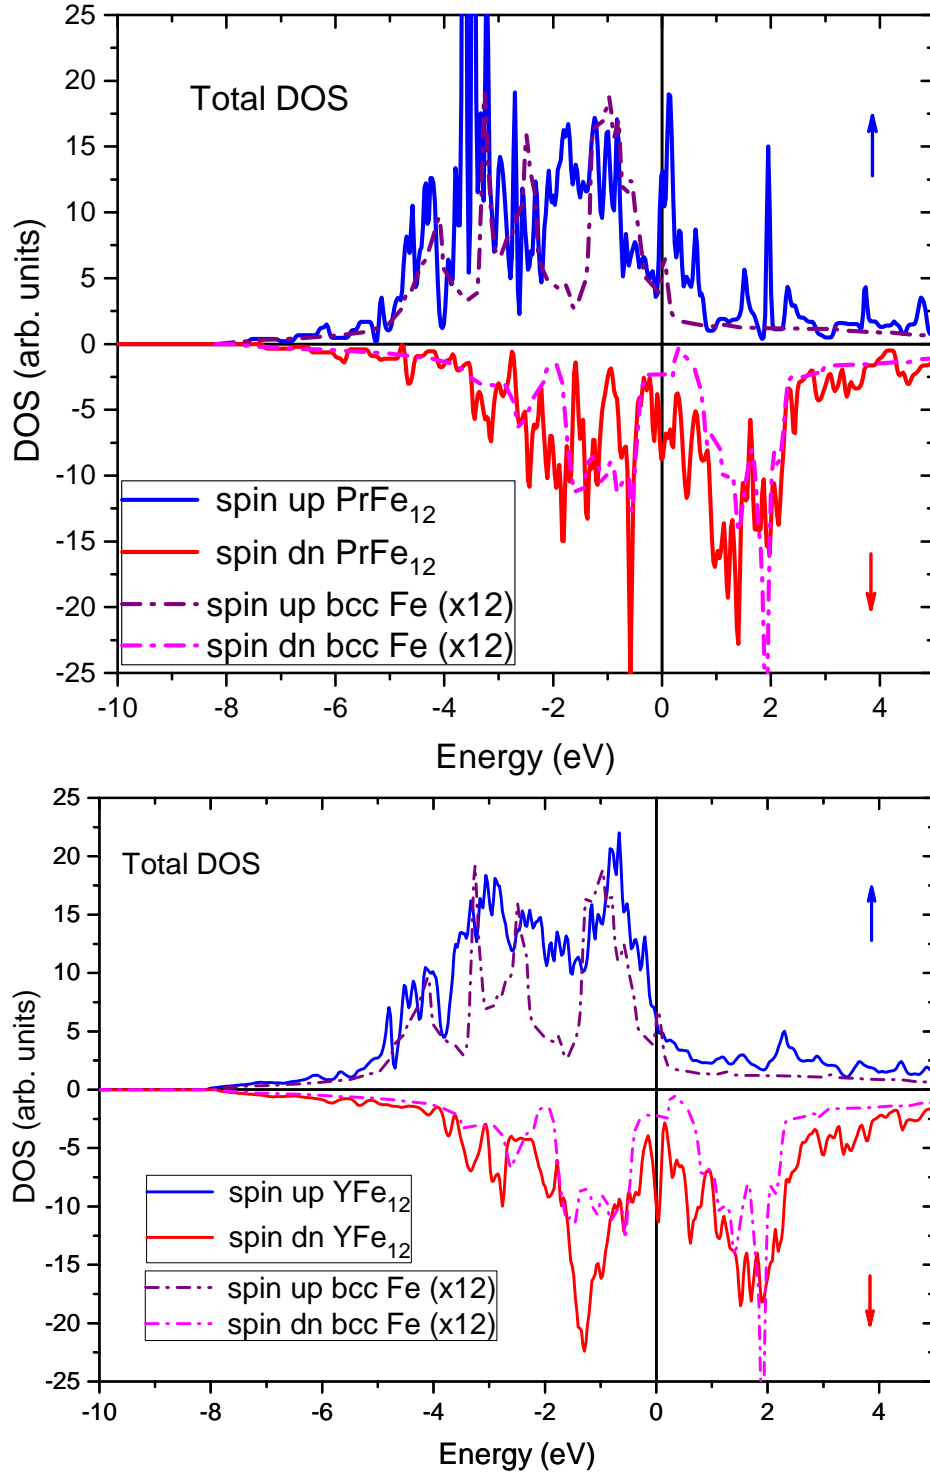 25
20
15
10
5
0
-5
-10
-15
-20
-25
DOS (arb. units)
Total DOS
spin up PrFe12
spin dn PrFe12
spin up bcc Fe (x12)
spin dn bcc Fe (x12)
-10 -8 -6 -4 -2 0 2 4
Energy (eV)
25
20
15
10
5
0
-5
-10
-15
-20
-25
DOS (arb. units)
Total DOS
spin up YFe12
spin dn YFe12
spin up bcc Fe (x12)
spin dn bcc Fe (x12)
-10 -8 -6 -4 -2 0 2 4
Energy (eV)